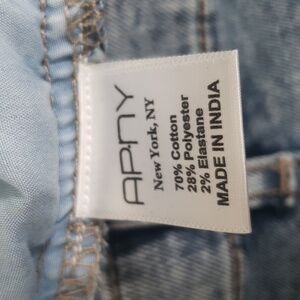 APNY
New York, NY
70% Cotton
28% Polyester
2% Elastane
MADE IN INDIA